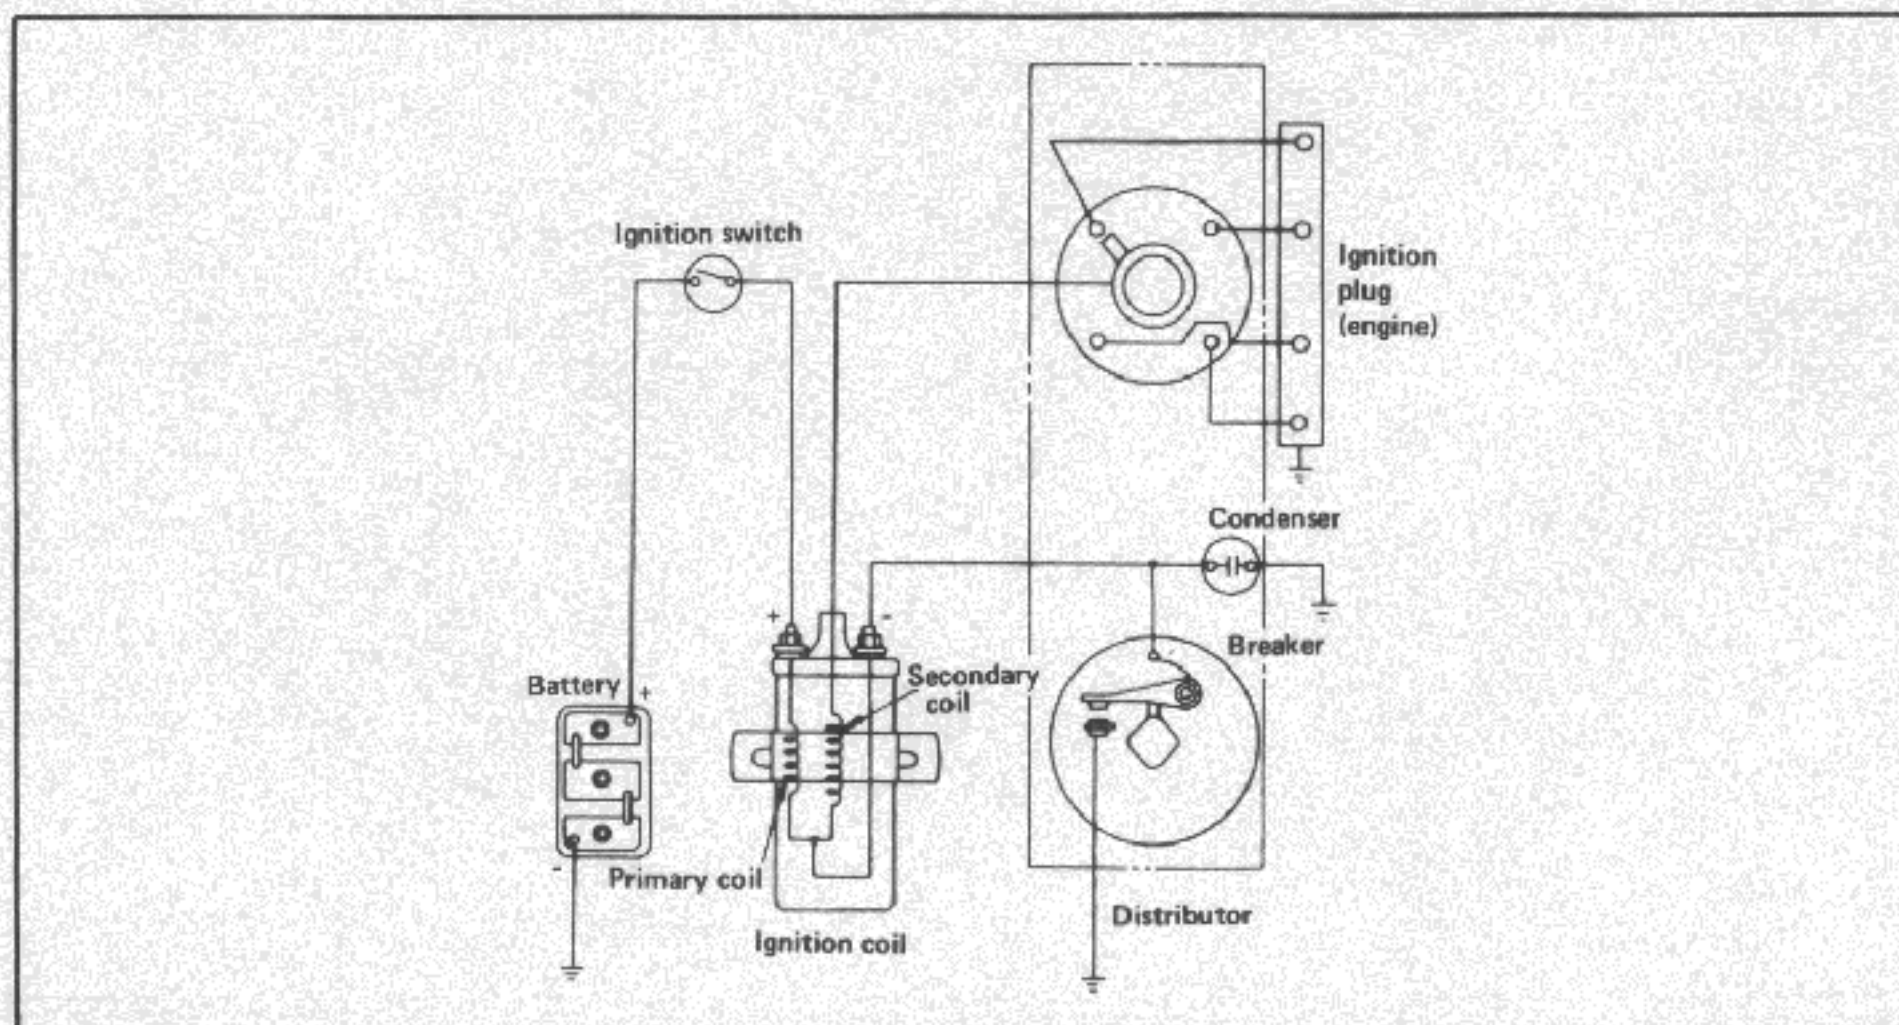 Ignition switch
Ignition
plug
(engine)
Condenser
Breaker
+
-
Secondary
coil
Battery
+
-
Primary coil
Ignition coil
Distributor